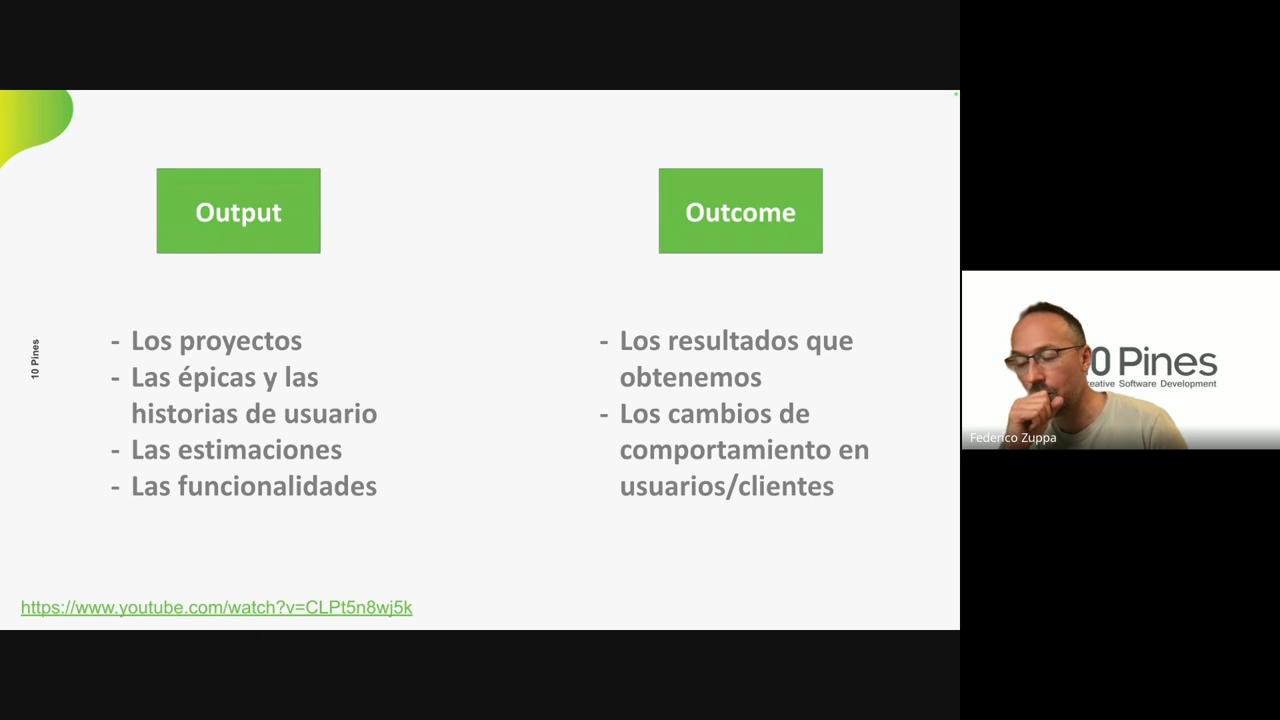 Output
Outcome
- Los proyectos
- Las épicas y las
historias de usuario
- Las estimaciones
- Las funcionalidades
- Los resultados que
obtenemos
- Los cambios de
comportamiento en
usuarios/clientes
10 Pines
https://www.youtube.com/watch?v=CLPt5n8wj5k
0 Pines
eative Software Development
Federico Zuppa